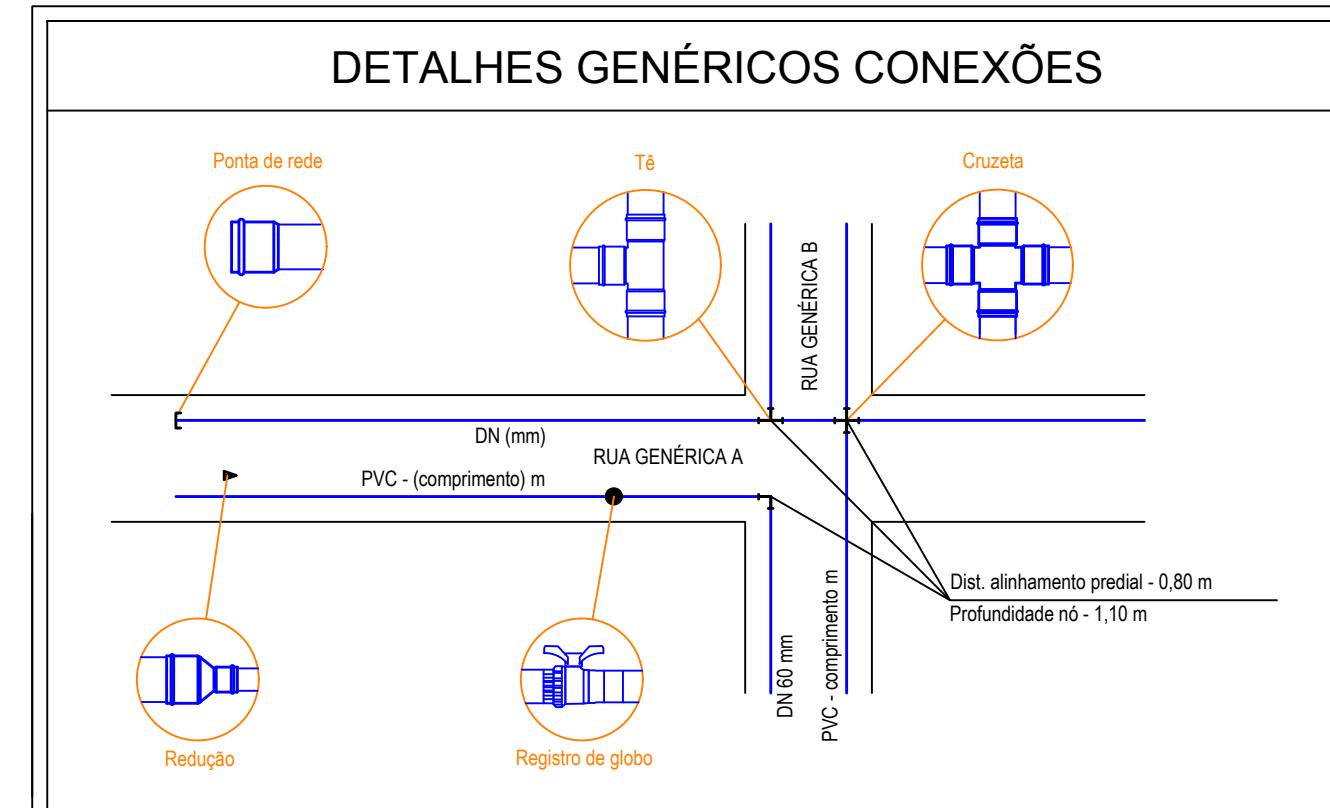 DETALHES GENÉRICOS CONEXÕES
Ponta de rede
Tê
Cruzeta
RUA GENÉRICA B
DN (mm)
RUA GENÉRICA A
PVC - (comprimento) m
Dist. alinhamento predial - 0,80 m
Profundidade nó - 1,10 m
DN 60 mm
PVC - comprimento m
Redução
Registro de globo